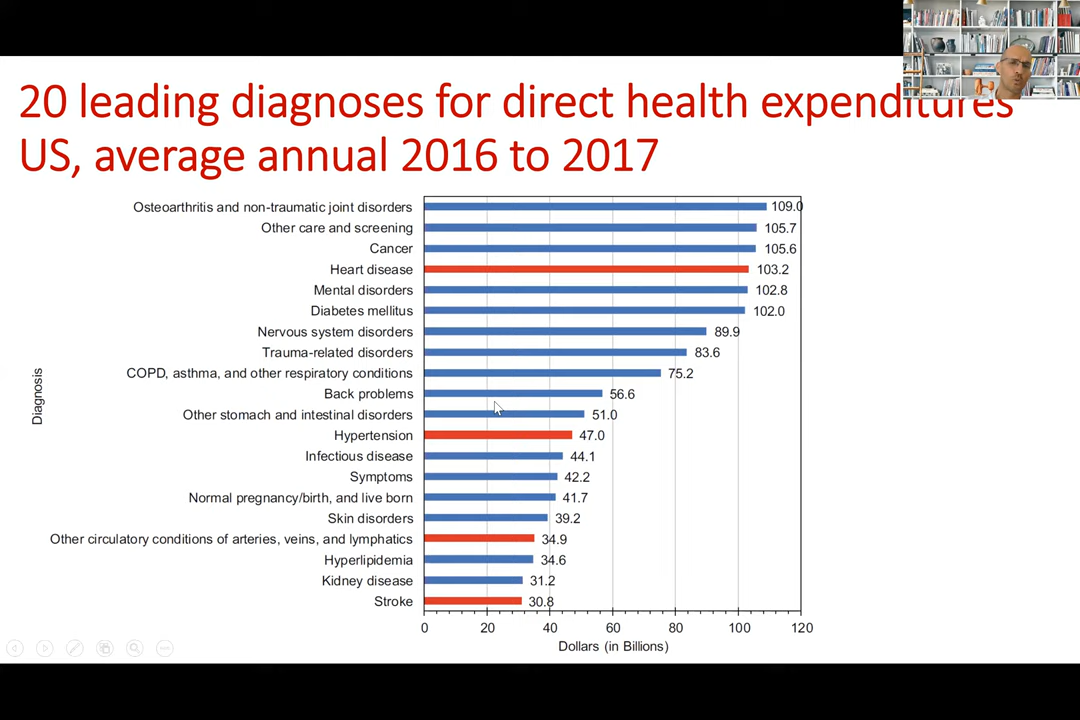 20 leading diagnoses for direct health expenditures
US, average annual 2016 to 2017
Osteoarthritis and non-traumatic joint disorders 109.0
Other care and screening 105.7
Cancer 105.6
Heart disease 103.2
Mental disorders 102.8
Diabetes mellitus 102.0
Nervous system disorders 89.9
Trauma-related disorders 83.6
COPD, asthma, and other respiratory conditions 75.2
Back problems 56.6
Other stomach and intestinal disorders 51.0
Hypertension 47.0
Infectious disease 44.1
Symptoms 42.2
Normal pregnancy/birth, and live born 41.7
Skin disorders 39.2
Other circulatory conditions of arteries, veins, and lymphatics 34.9
Hyperlipidemia 34.6
Kidney disease 31.2
Stroke 30.8
Diagnosis
0 20 40 60 80 100 120
Dollars (in Billions)